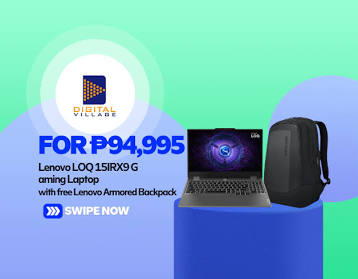 DIGITAL
VILLAGE
FOR ₱94,995
Lenovo LOQ 15IRX9 G
aming Laptop
with free Lenovo Armored Backpack
SWIPE NOW